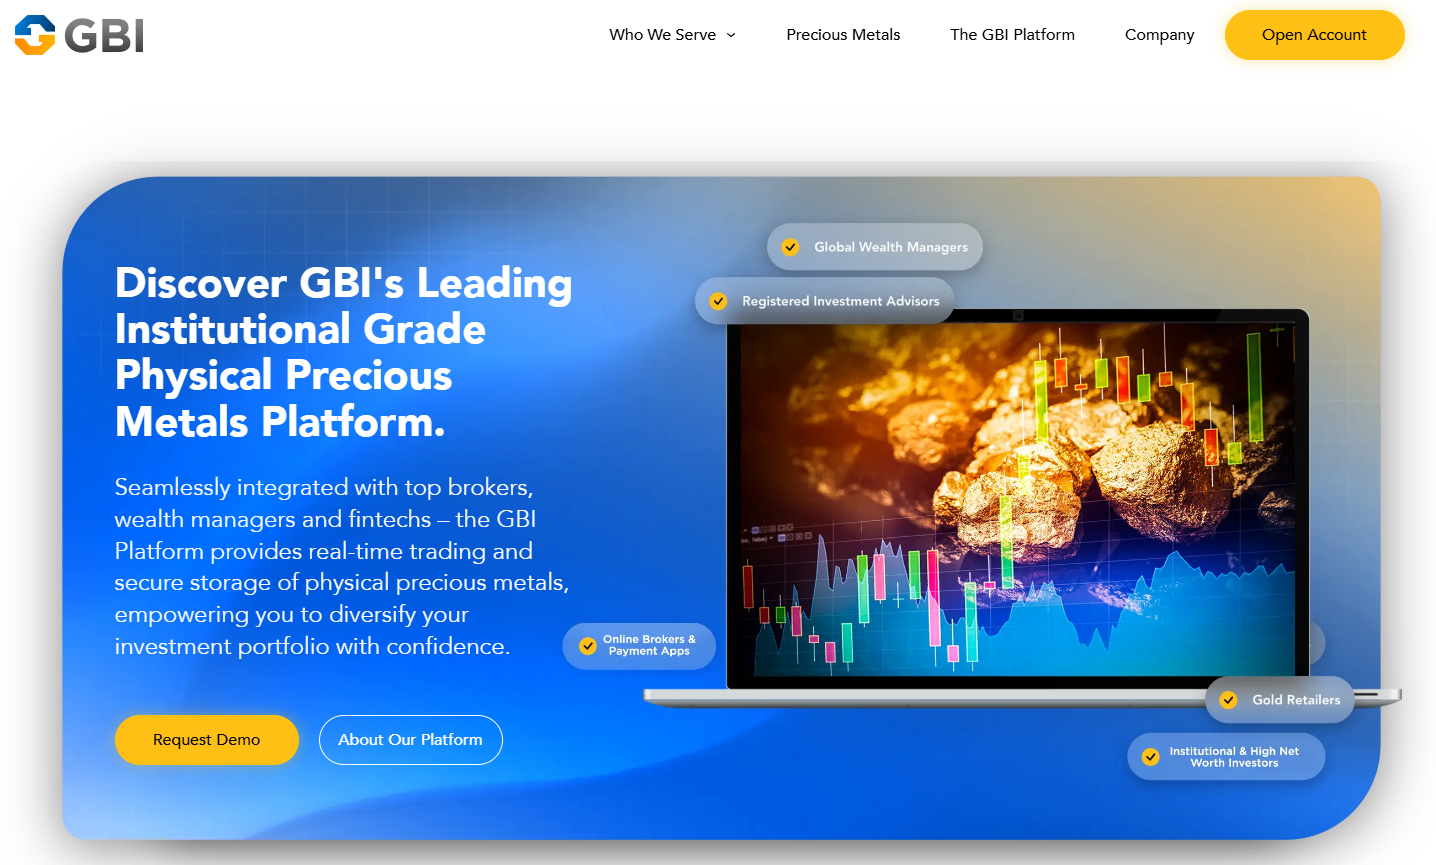 GBI
Who We Serve
Precious Metals
The GBI Platform
Company
Open Account
Global Wealth Managers
Registered Investment Advisors
Discover GBI's Leading
Institutional Grade
Physical Precious
Metals Platform.
Seamlessly integrated with top brokers,
wealth managers and fintechs – the GBI
Platform provides real-time trading and
secure storage of physical precious metals,
empowering you to diversify your
investment portfolio with confidence.
Online Brokers &
Payment Apps
Gold Retailers
Institutional & High Net
Worth Investors
Request Demo
About Our Platform